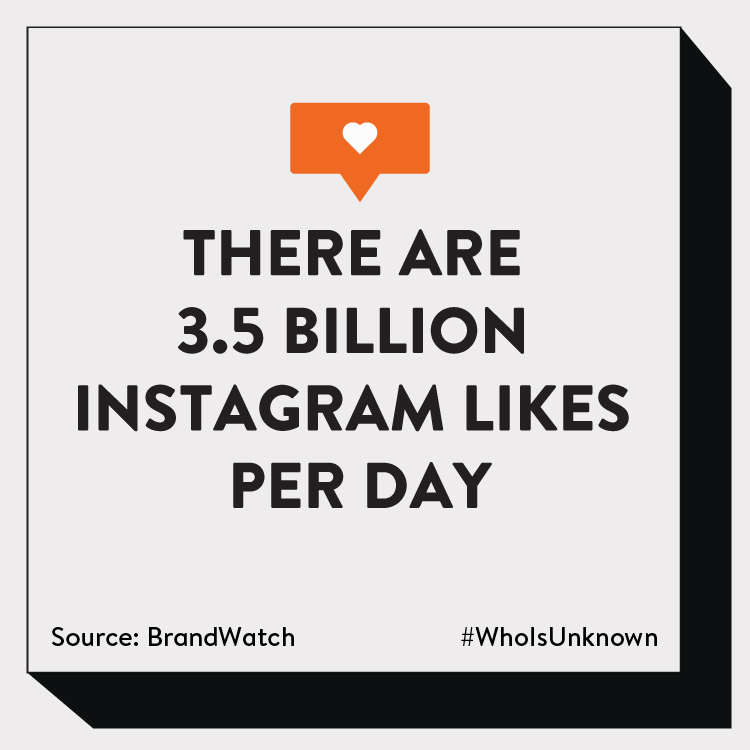 THERE ARE
3.5 BILLION
INSTAGRAM LIKES
PER DAY
Source: BrandWatch
#WhoIsUnknown